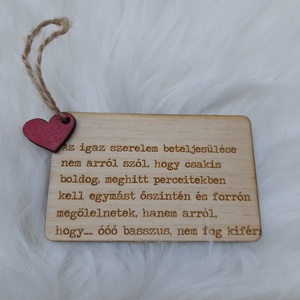 Az igaz szerelem beteljesülése
nem arról szól, hogy csakis
boldog, meghitt perceitekben
kell egymást őszintén és forrón
megölelnetek, hanem arról,
hogy.... óóó basszus, nem fog kifér